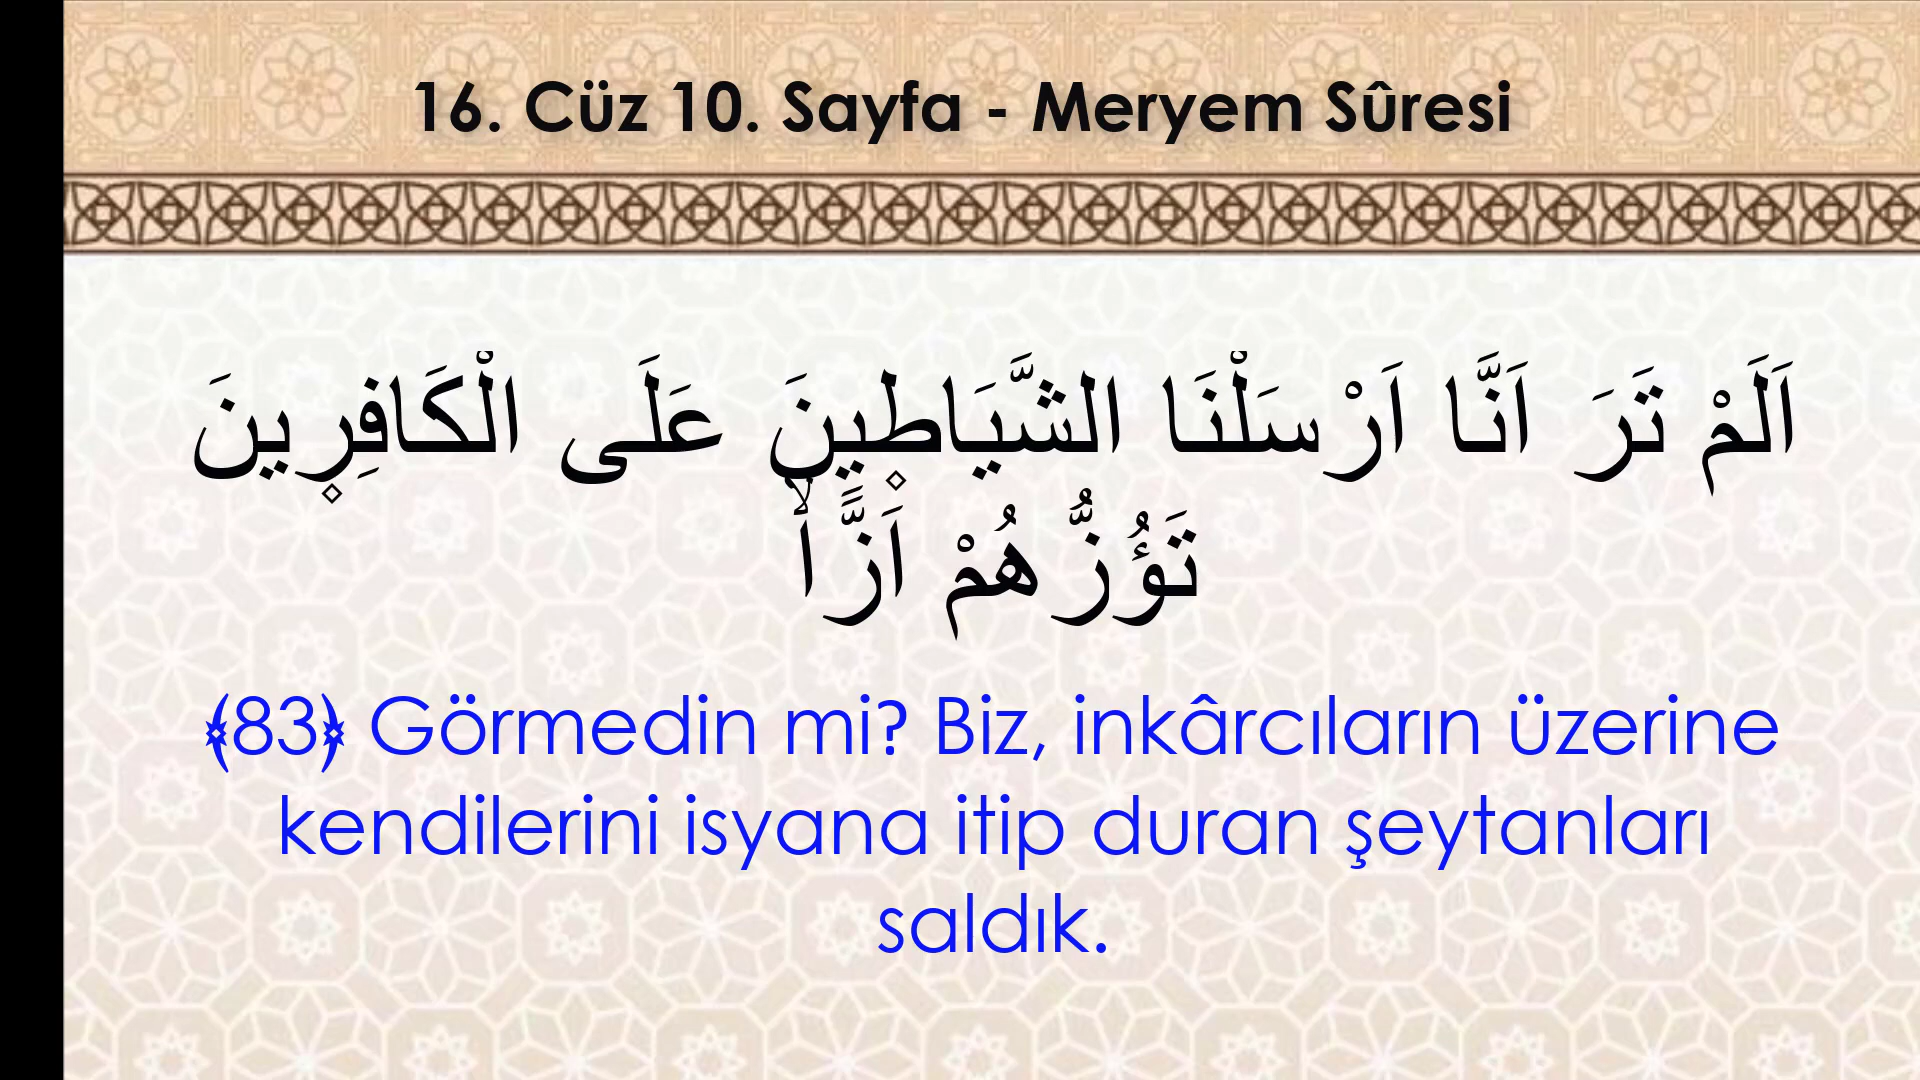 16. Cüz 10. Sayfa - Meryem Sûresi
اَلَمْ تَرَ اَنَّا اَرْسَلْنَا الشَّيَاط۪ينَ عَلَى الْكَافِر۪ينَ
تَؤُزُّهُمْ اَزًّاۙ
﴾83﴿ Görmedin mi? Biz, inkârcıların üzerine
kendilerini isyana itip duran şeytanları
saldık.